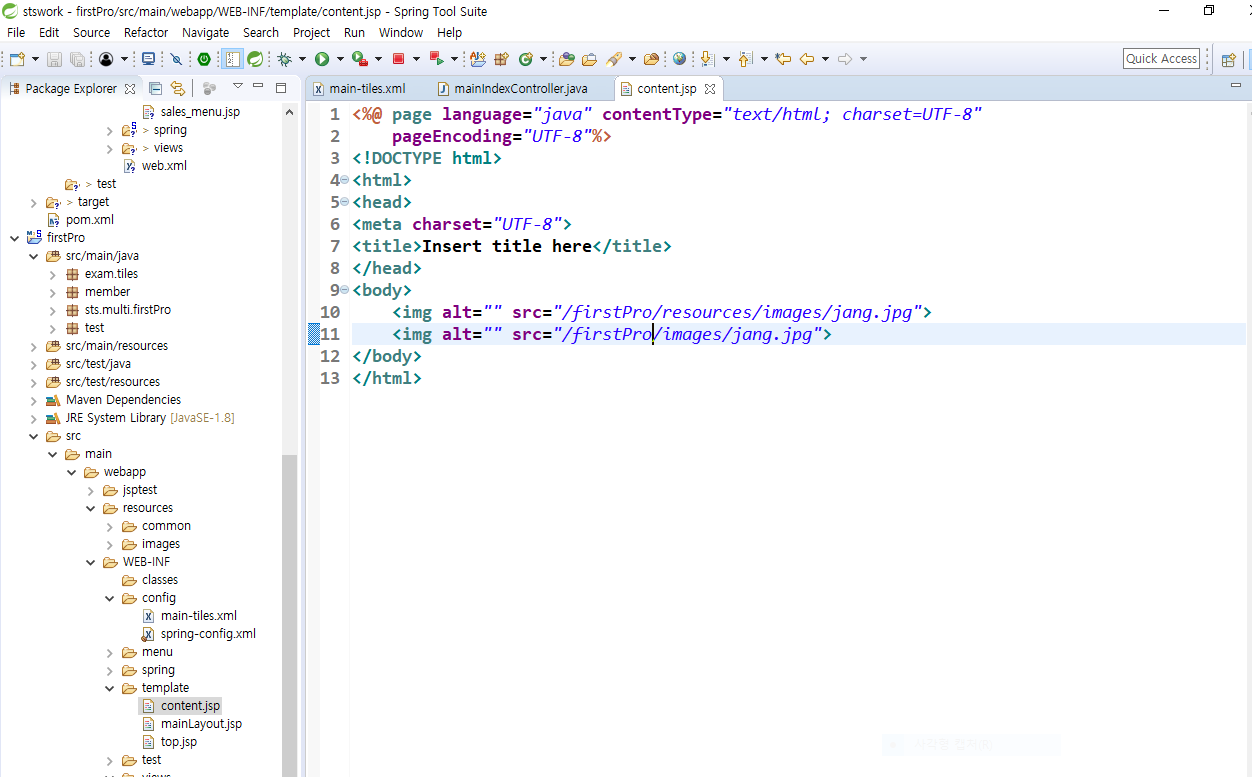 stswork - firstPro/src/main/webapp/WEB-INF/template/content.jsp - Spring Tool Suite
File Edit Source Refactor Navigate Search Project Run Window Help
Quick Access
Package Explorer
sales_menu.jsp
> spring
> views
web.xml
> test
> target
pom.xml
firstPro
src/main/java
exam.tiles
member
sts.multi.firstPro
test
src/main/resources
src/test/java
src/test/resources
Maven Dependencies
JRE System Library [JavaSE-1.8]
src
main
webapp
jsptest
resources
common
images
WEB-INF
classes
config
main-tiles.xml
spring-config.xml
menu
spring
template
content.jsp
mainLayout.jsp
top.jsp
test
views
main-tiles.xml mainIndexController.java content.jsp
1 <%@ page language="java" contentType="text/html; charset=UTF-8"
2 pageEncoding="UTF-8"%>
3 <!DOCTYPE html>
4 <html>
5 <head>
6 <meta charset="UTF-8">
7 <title>Insert title here</title>
8 </head>
9 <body>
10 <img alt="" src="/firstPro/resources/images/jang.jpg">
11 <img alt="" src="/firstPro/images/jang.jpg">
12 </body>
13 </html>